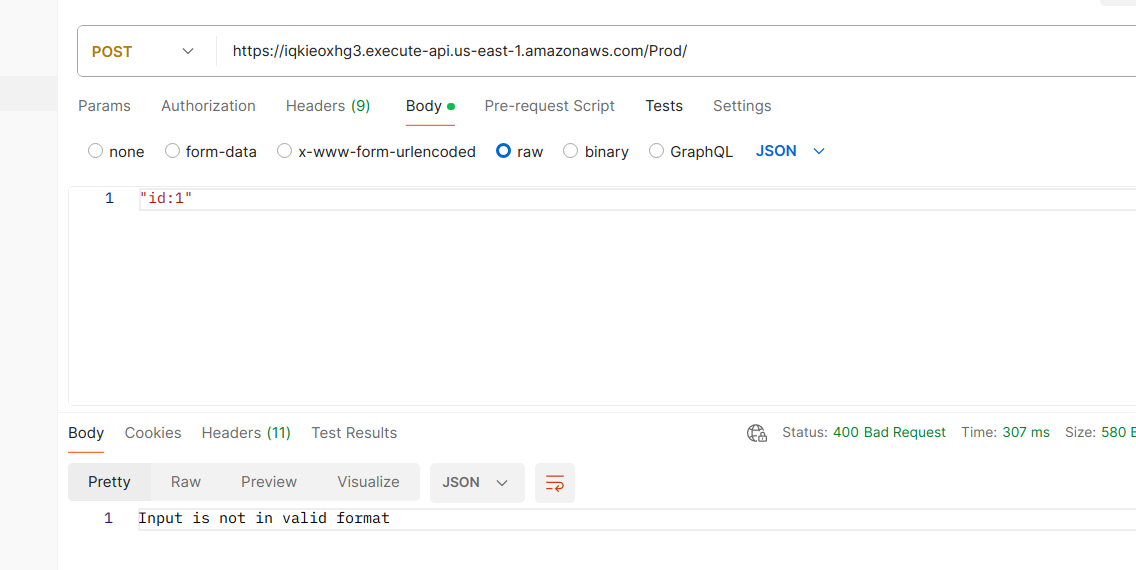 POST https://iqkieoxhg3.execute-api.us-east-1.amazonaws.com/Prod/
Params Authorization Headers (9) Body Pre-request Script Tests Settings
none form-data x-www-form-urlencoded raw binary GraphQL JSON
1 "id:1"
Body Cookies Headers (11) Test Results Status: 400 Bad Request Time: 307 ms Size: 580
Pretty Raw Preview Visualize JSON
1 Input is not in valid format